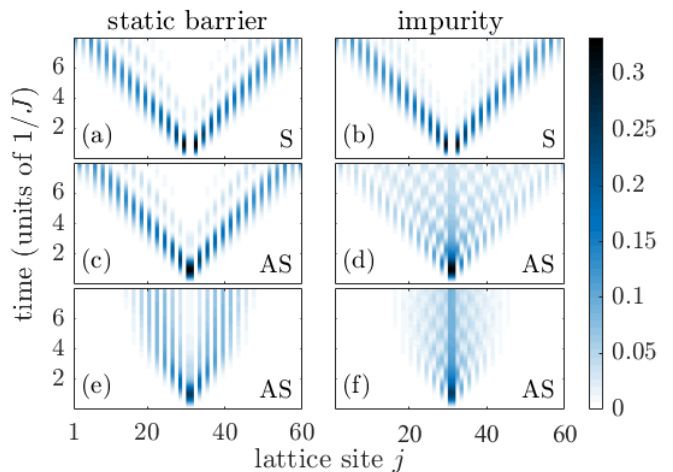 static barrier impurity
6
4
2
(a) S (b) S
6
4
2
(c) AS (d) AS
6
4
2
(e) AS (f) AS
1 20 40 60 1 20 40 60
lattice site j
time (units of 1/J)
0.3
0.25
0.2
0.15
0.1
0.05
0